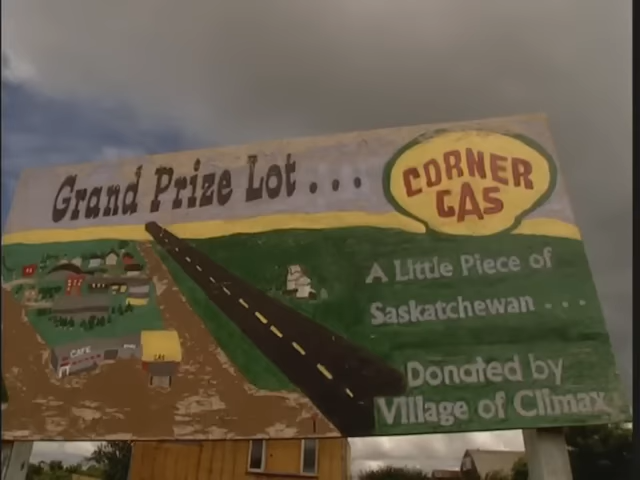 Grand Prize Lot . . .
CORNER
GAS
A Little Piece of
Saskatchewan . . .
Donated by
Village of Climax
CAFE
GAS